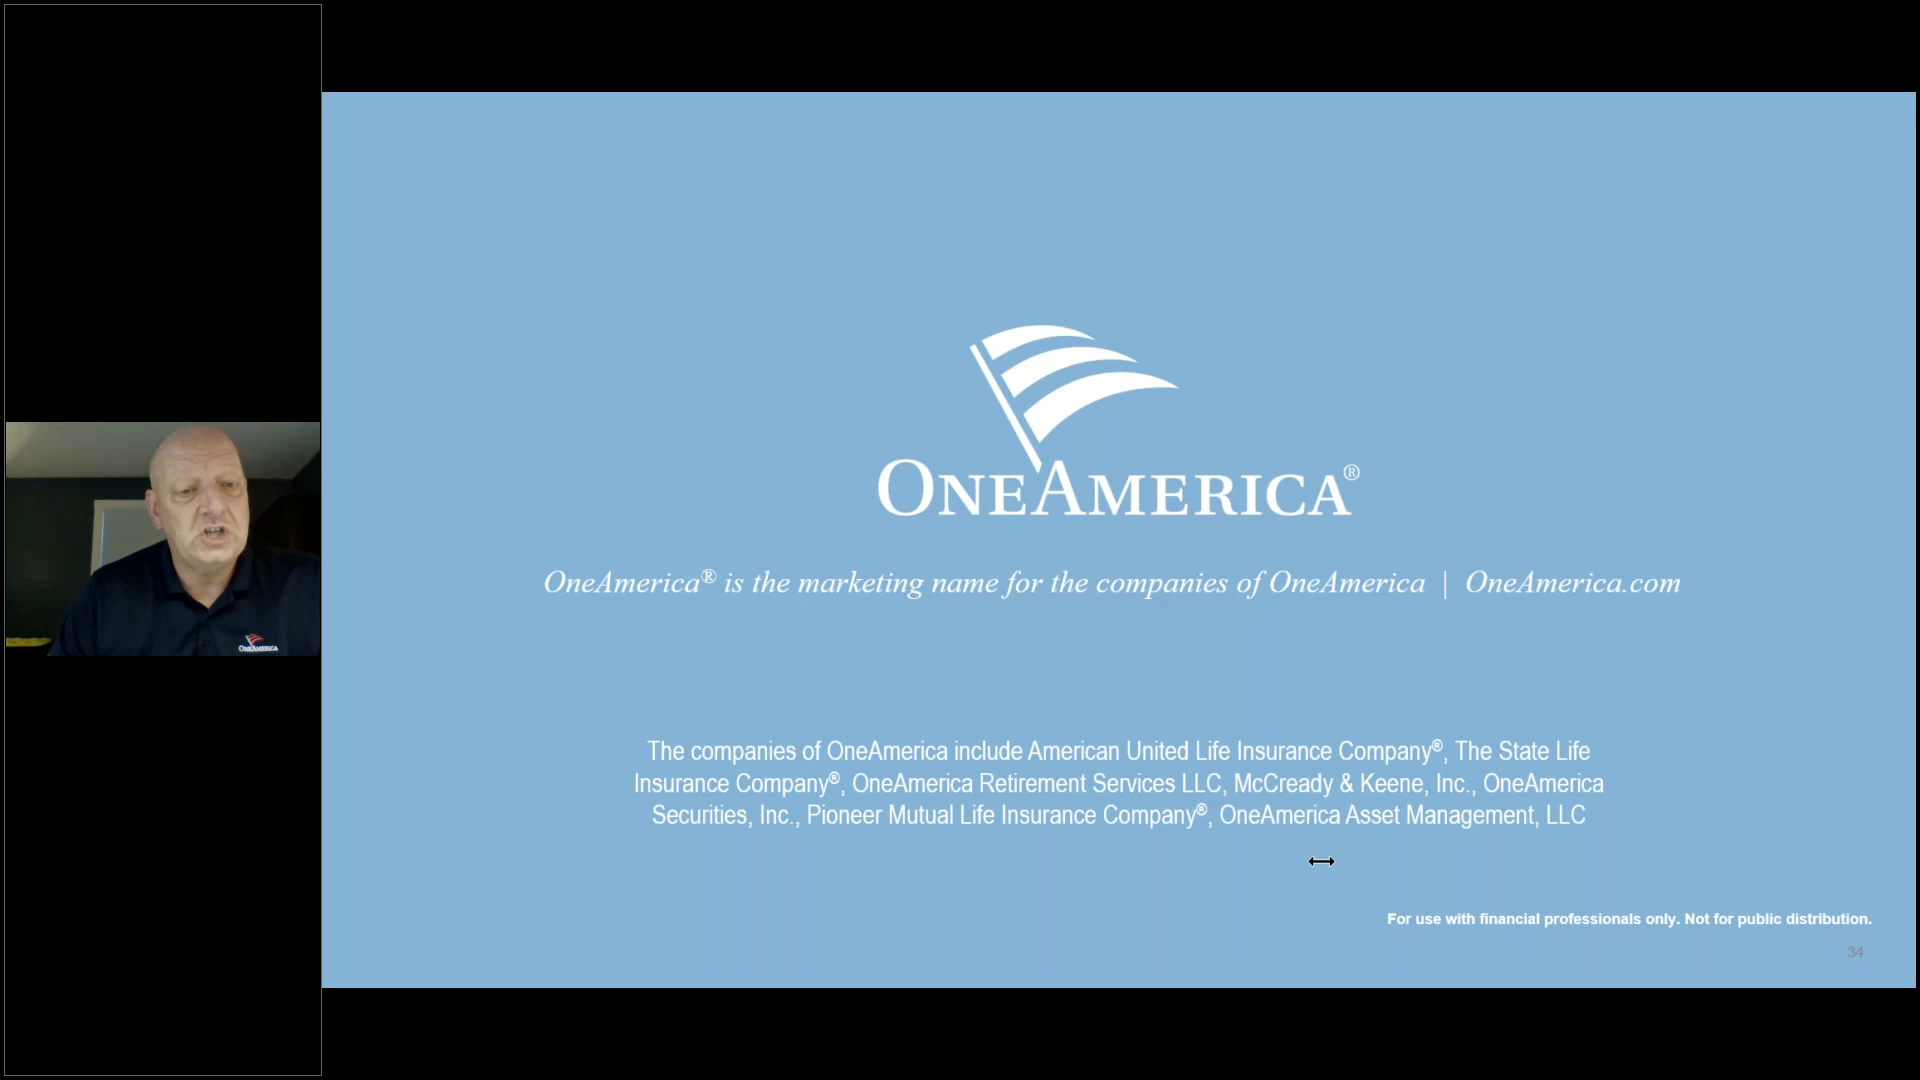 ONEAMERICA®
OneAmerica® is the marketing name for the companies of OneAmerica | OneAmerica.com
The companies of OneAmerica include American United Life Insurance Company®, The State Life
Insurance Company®, OneAmerica Retirement Services LLC, McCready & Keene, Inc., OneAmerica
Securities, Inc., Pioneer Mutual Life Insurance Company®, OneAmerica Asset Management, LLC
For use with financial professionals only. Not for public distribution.
34
ONEAMERICA